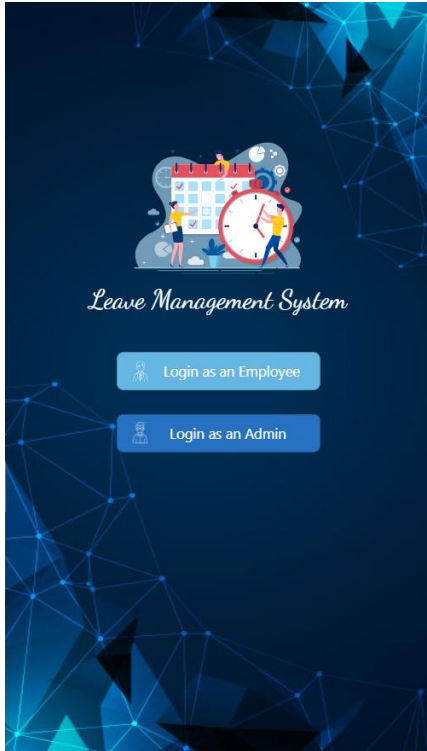 Leave Management System
Login as an Employee
Login as an Admin